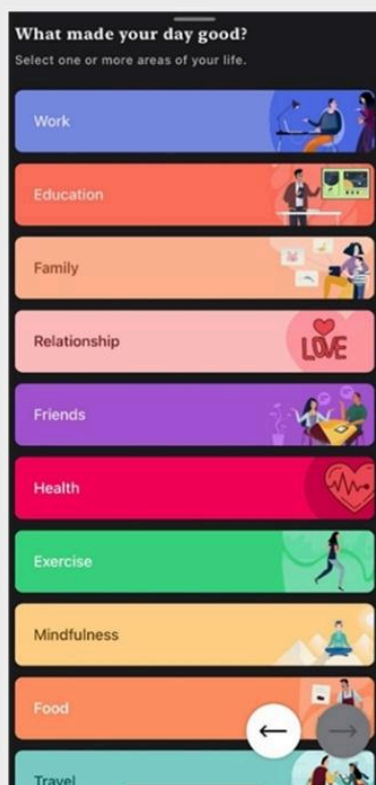 What made your day good?
Select one or more areas of your life.
Work
Education
Family
Relationship
LOVE
Friends
Health
Exercise
Mindfulness
Food
Travel